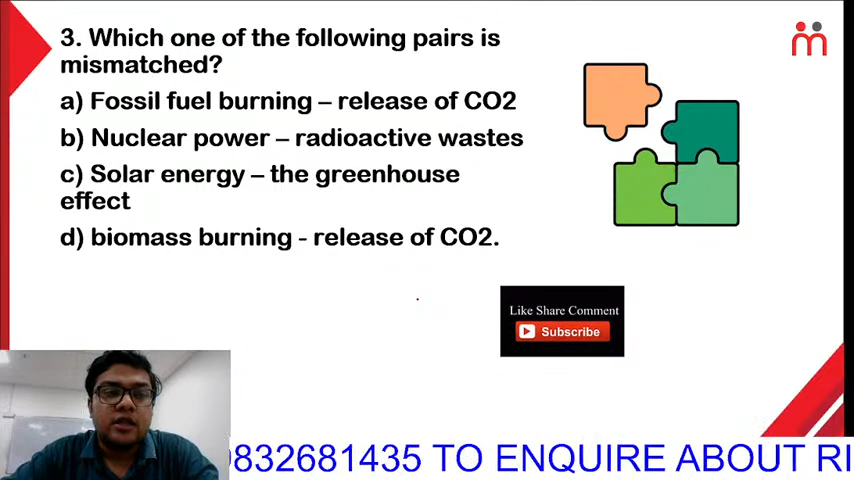 3. Which one of the following pairs is
mismatched?
a) Fossil fuel burning – release of CO2
b) Nuclear power – radioactive wastes
c) Solar energy – the greenhouse
effect
d) biomass burning - release of CO2.
Like Share Comment
Subscribe
9832681435 TO ENQUIRE ABOUT RI